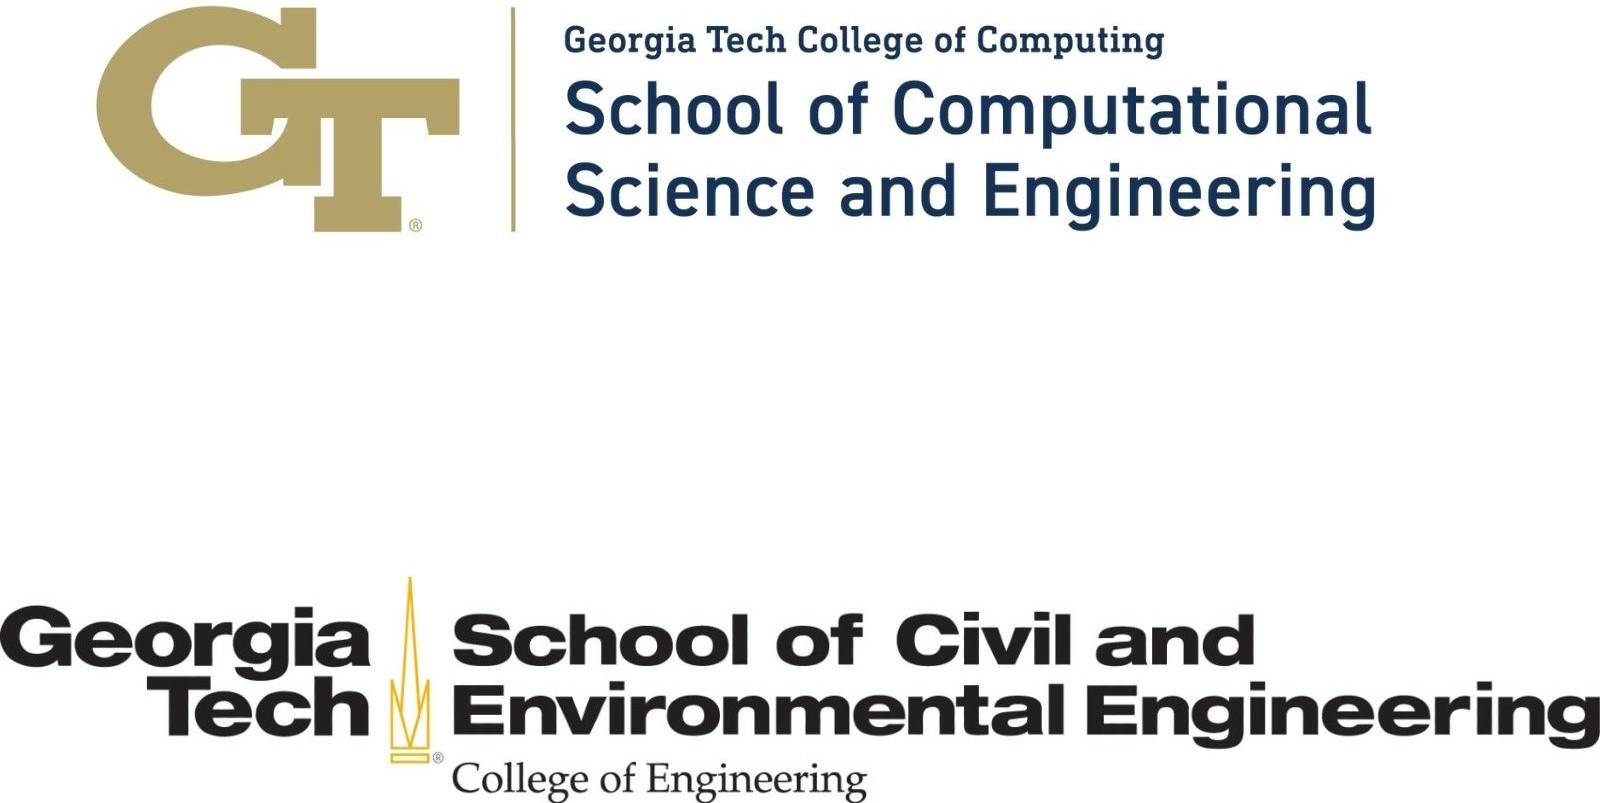 GT
®
Georgia Tech College of Computing
School of Computational
Science and Engineering
Georgia
Tech
®
School of Civil and
Environmental Engineering
College of Engineering